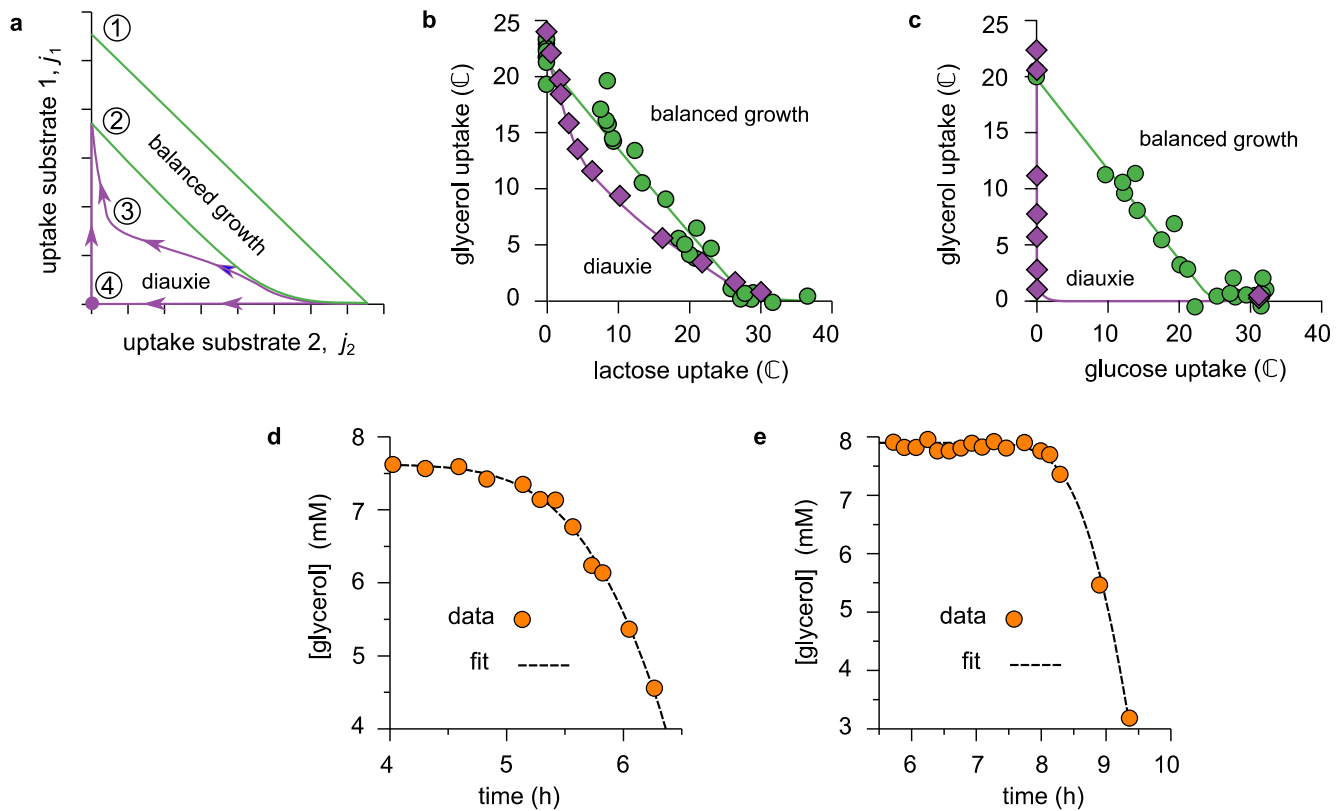 a
uptake substrate 1, j1
① 
②
③
④
balanced growth
diauxie
uptake substrate 2, j2
b
glycerol uptake (ℂ)
25
20
15
10
5
0
balanced growth
diauxie
0 10 20 30 40
lactose uptake (ℂ)
c
glycerol uptake (ℂ)
25
20
15
10
5
0
balanced growth
diauxie
0 10 20 30 40
glucose uptake (ℂ)
d
[glycerol] (mM)
8
7
6
5
4
data
fit
4 5 6
time (h)
e
[glycerol] (mM)
8
7
6
5
4
3
data
fit
6 7 8 9 10
time (h)